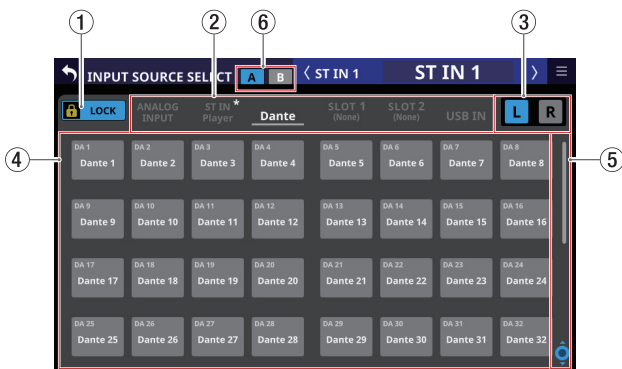 1 2 6 3
INPUT SOURCE SELECT A B ST IN 1 ST IN 1
LOCK ANALOG INPUT ST IN Player * Dante SLOT 1 (None) SLOT 2 (None) USB IN L R
4 5
DA 1 DA 2 DA 3 DA 4 DA 5 DA 6 DA 7 DA 8
Dante 1 Dante 2 Dante 3 Dante 4 Dante 5 Dante 6 Dante 7 Dante 8
DA 9 DA 10 DA 11 DA 12 DA 13 DA 14 DA 15 DA 16
Dante 9 Dante 10 Dante 11 Dante 12 Dante 13 Dante 14 Dante 15 Dante 16
DA 17 DA 18 DA 19 DA 20 DA 21 DA 22 DA 23 DA 24
Dante 17 Dante 18 Dante 19 Dante 20 Dante 21 Dante 22 Dante 23 Dante 24
DA 25 DA 26 DA 27 DA 28 DA 29 DA 30 DA 31 DA 32
Dante 25 Dante 26 Dante 27 Dante 28 Dante 29 Dante 30 Dante 31 Dante 32